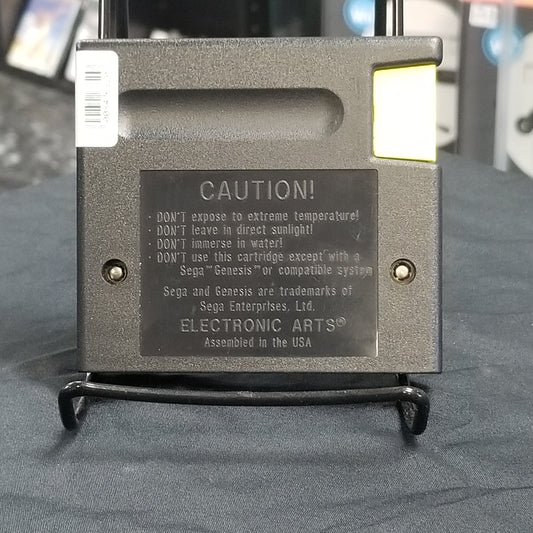 CAUTION!
· DON'T expose to extreme temperature!
· DON'T leave in direct sunlight!
· DON'T immerse in water!
· DON'T use this cartridge except with a
Sega™ Genesis™ or compatible system
Sega and Genesis are trademarks of
Sega Enterprises, Ltd.
ELECTRONIC ARTS®
Assembled in the USA